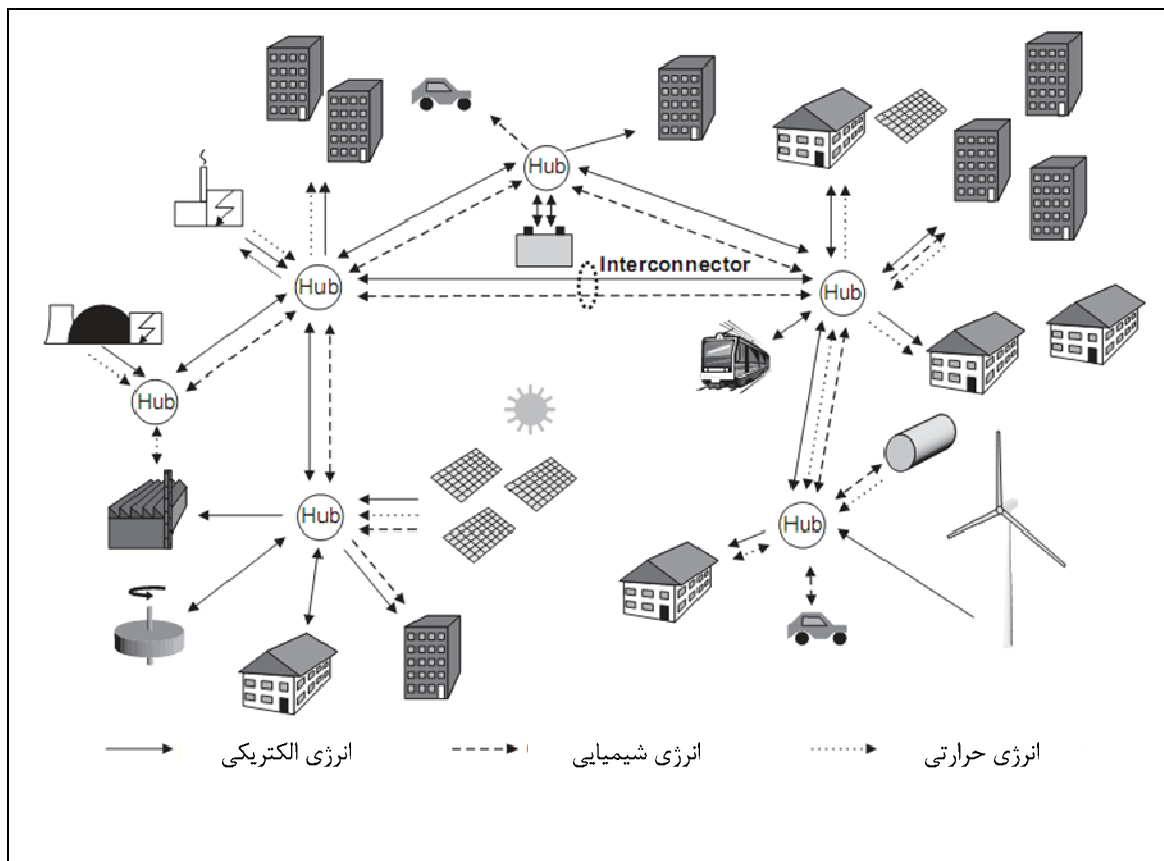 Hub
Interconnector
Hub
Hub
Hub
Hub
Hub
انرژی الکتریکی
انرژی شیمیایی
انرژی حرارتی